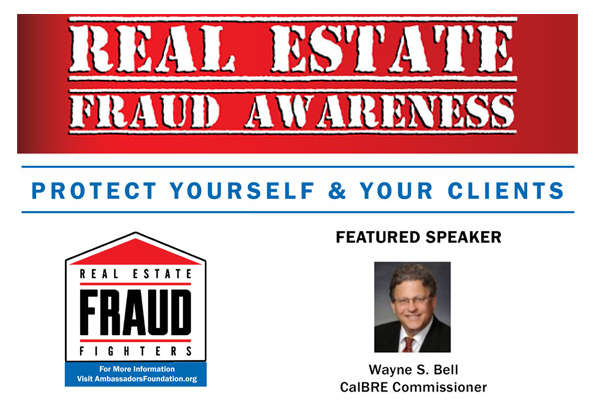 REAL ESTATE
FRAUD AWARENESS
PROTECT YOURSELF & YOUR CLIENTS
REAL ESTATE
FRAUD
FIGHTERS
For More Information
Visit AmbassadorsFoundation.org
FEATURED SPEAKER
Wayne S. Bell
CalBRE Commissioner